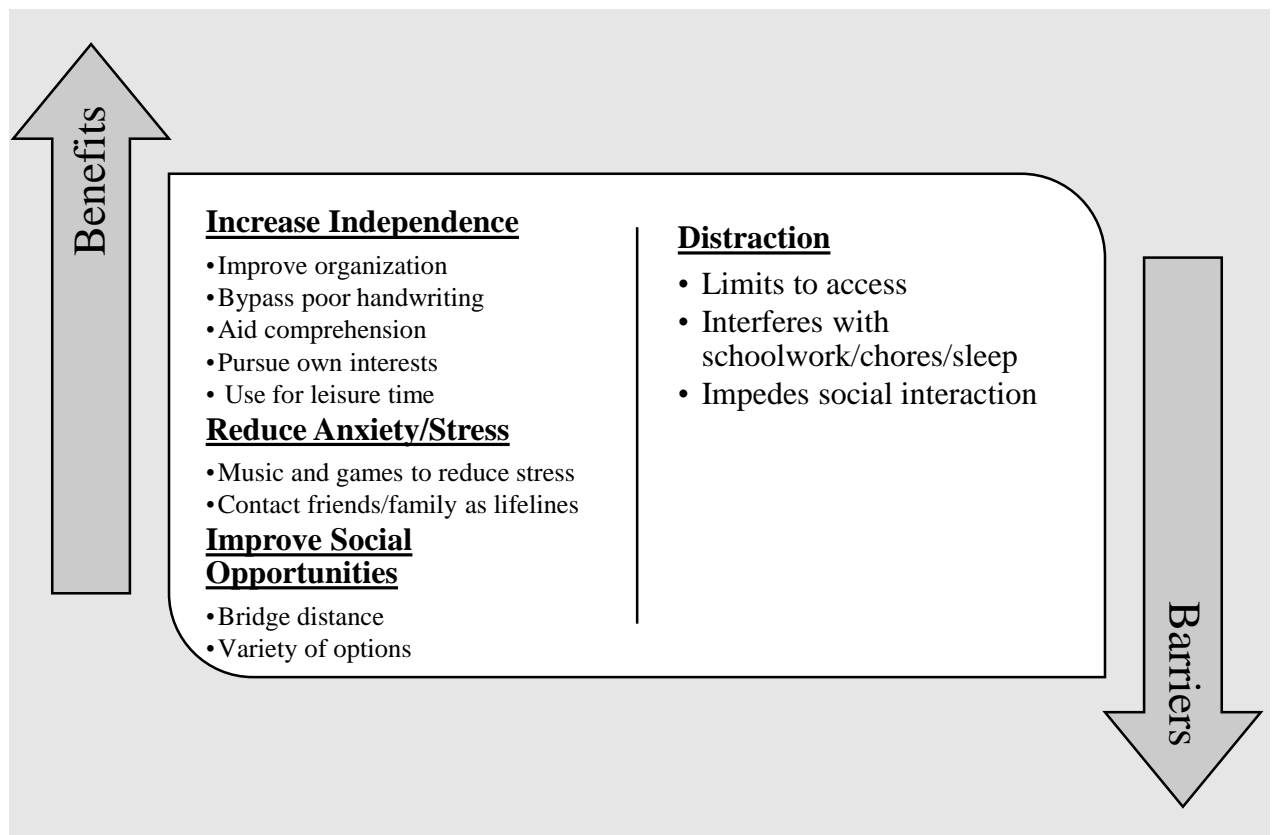 Benefits
Increase Independence
•Improve organization
•Bypass poor handwriting
•Aid comprehension
•Pursue own interests
• Use for leisure time
Reduce Anxiety/Stress
•Music and games to reduce stress
•Contact friends/family as lifelines
Improve Social
Opportunities
•Bridge distance
•Variety of options
Distraction
• Limits to access
• Interferes with
schoolwork/chores/sleep
• Impedes social interaction
Barriers